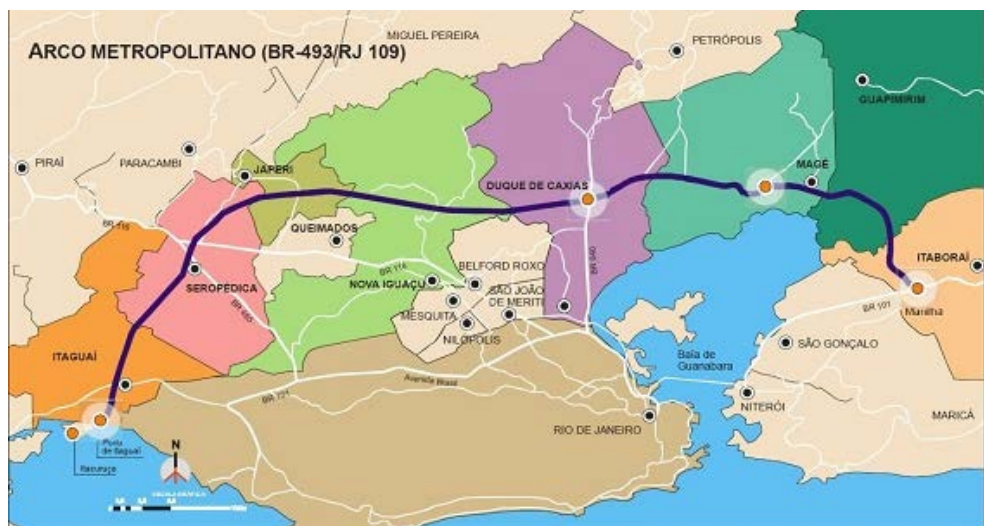 ARCO METROPOLITANO (BR-493/RJ 109)
MIGUEL PEREIRA
PETRÓPOLIS
GUAPIMIRIM
PIRAÍ
PARACAMBI
JAPERI
MAGÉ
DUQUE DE CAXIAS
BR 116
QUEIMADOS
BR 040
ITABORAÍ
SEROPÉDICA
BR 465
NOVA IGUAÇU
BR 116
BELFORD ROXO
SÃO JOÃO
DE MERITI
MESQUITA
NILÓPOLIS
BR 101
Manilha
ITAGUAÍ
Baía de
Guanabara
SÃO GONÇALO
BR 101
Avenida Brasil
NITERÓI
RIO DE JANEIRO
MARICÁ
Porto
de Itaguaí
Itacuruçá
N
ESCALA GRÁFICA